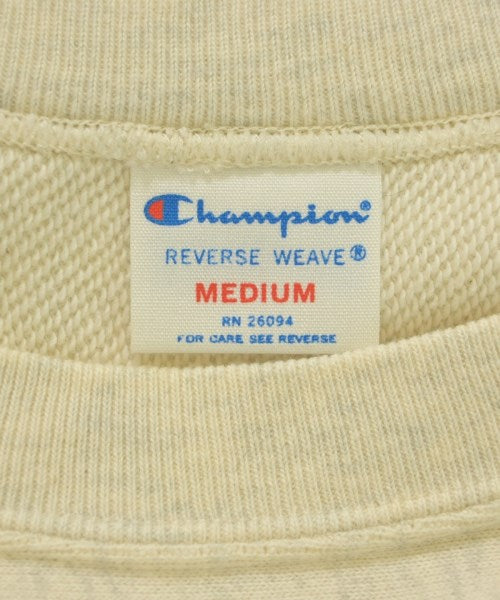 Champion®
REVERSE WEAVE®
MEDIUM
RN 26094
FOR CARE SEE REVERSE